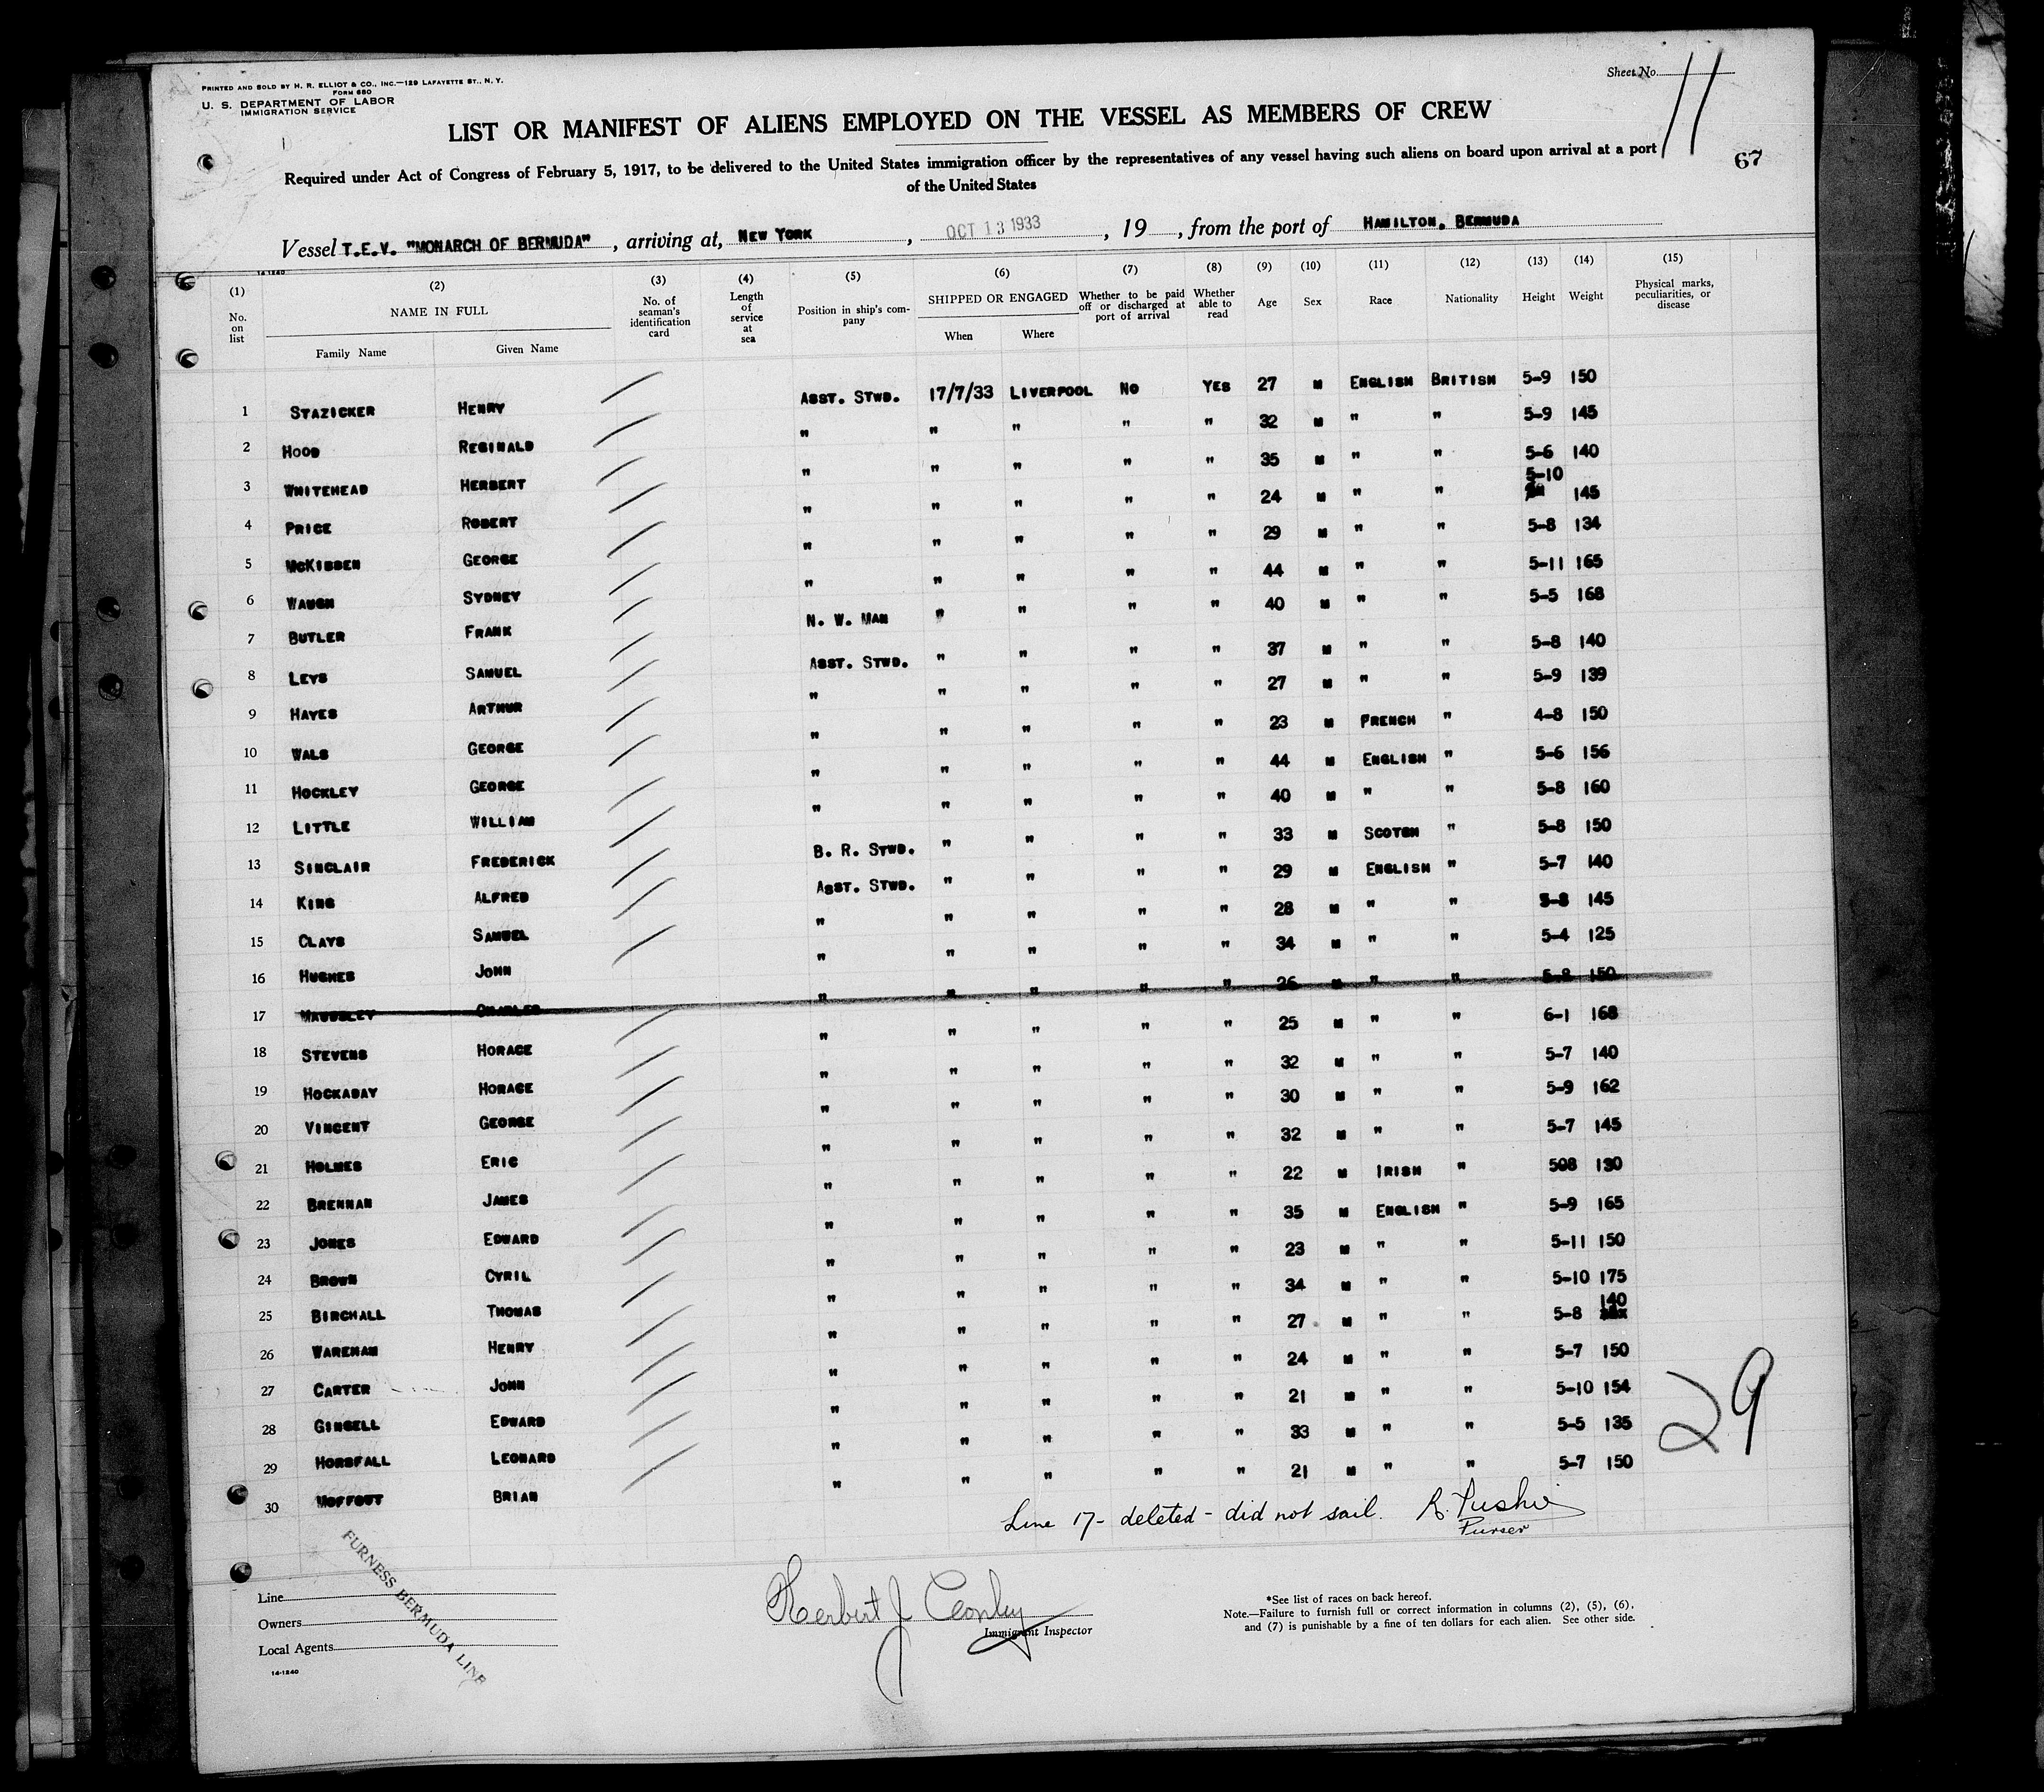 PRINTED AND SOLD BY H. R. ELLIOT & CO., INC.—129 LAFAYETTE ST., N. Y.
FORM 680
U. S. DEPARTMENT OF LABOR
IMMIGRATION SERVICE
Sheet No. 11
67
LIST OR MANIFEST OF ALIENS EMPLOYED ON THE VESSEL AS MEMBERS OF CREW
Required under Act of Congress of February 5, 1917, to be delivered to the United States immigration officer by the representatives of any vessel having such aliens on board upon arrival at a port
of the United States
Vessel T.E.V. "MONARCH OF BERMUDA", arriving at, NEW YORK, OCT 13 1933, 19, from the port of HAMILTON, BERMUDA
14-1240
(1) No. on list (2) NAME IN FULL Family Name Given Name (3) No. of seaman's identification card (4) Length of service at sea (5) Position in ship's company (6) SHIPPED OR ENGAGED When Where (7) Whether to be paid off or discharged at port of arrival (8) Whether able to read (9) Age (10) Sex (11) Race (12) Nationality (13) Height (14) Weight (15) Physical marks, peculiarities, or disease
1 STAZICKER HENRY ASST. STWD. 17/7/33 LIVERPOOL NO YES 27 M ENGLISH BRITISH 5-9 150
2 HOOD REGINALD " " " " " 32 M " " 5-9 145
3 WHITEHEAD HERBERT " " " " " 35 M " " 5-6 140
4 PRICE ROBERT " " " " " 24 M " " 5-10 145
5 MCKIBBEN GEORGE " " " " " 29 M " " 5-8 134
6 WAUGH SYDNEY " " " " " 44 M " " 5-11 165
7 BUTLER FRANK N. W. MAN " " " " 40 M " " 5-5 168
8 LEYS SAMUEL ASST. STWD. " " " " 37 M " " 5-8 140
9 HAYES ARTHUR " " " " " 27 M " " 5-9 139
10 WALS GEORGE " " " " " 23 M FRENCH " 4-8 150
11 HOCKLEY GEORGE " " " " " 44 M ENGLISH " 5-6 156
12 LITTLE WILLIAM " " " " " 40 M " " 5-8 160
13 SINCLAIR FREDERICK B. R. STWD. " " " " 33 M SCOTCH " 5-8 150
14 KING ALFRED ASST. STWD. " " " " 29 M ENGLISH " 5-7 140
15 CLAYS SAMUEL " " " " " 28 M " " 5-8 145
16 HUGHES JOHN " " " " " 34 M " " 5-4 125
17 MAUDSLEY CHARLES " " " " " 26 M " " 5-8 150
18 STEVENS HORACE " " " " " 25 M " " 6-1 168
19 HOCKADAY HORACE " " " " " 32 M " " 5-7 140
20 VINCENT GEORGE " " " " " 30 M " " 5-9 162
21 HOLMES ERIC " " " " " 32 M " " 5-7 145
22 BRENNAN JAMES " " " " " 22 M IRISH " 508 130
23 JONES EDWARD " " " " " 35 M ENGLISH " 5-9 165
24 BROWN CYRIL " " " " " 23 M " " 5-11 150
25 BIRCHALL THOMAS " " " " " 34 M " " 5-10 175
26 WAREHAM HENRY " " " " " 27 M " " 5-8 140
27 CARTER JOHN " " " " " 24 M " " 5-7 150
28 GINGELL EDWARD " " " " " 21 M " " 5-10 154
29 HORSFALL LEONARD " " " " " 33 M " " 5-5 135
30 MOFFOUT BRIAN " " " " " 21 M " " 5-7 150
29
Line 17- deleted - did not sail.
Purser
FURNESS BERMUDA LINE
Line
Owners
Local Agents
14-1240
Herbert J
Immigrant Inspector
*See list of races on back hereof.
Note.—Failure to furnish full or correct information in columns (2), (5), (6),
and (7) is punishable by a fine of ten dollars for each alien. See other side.